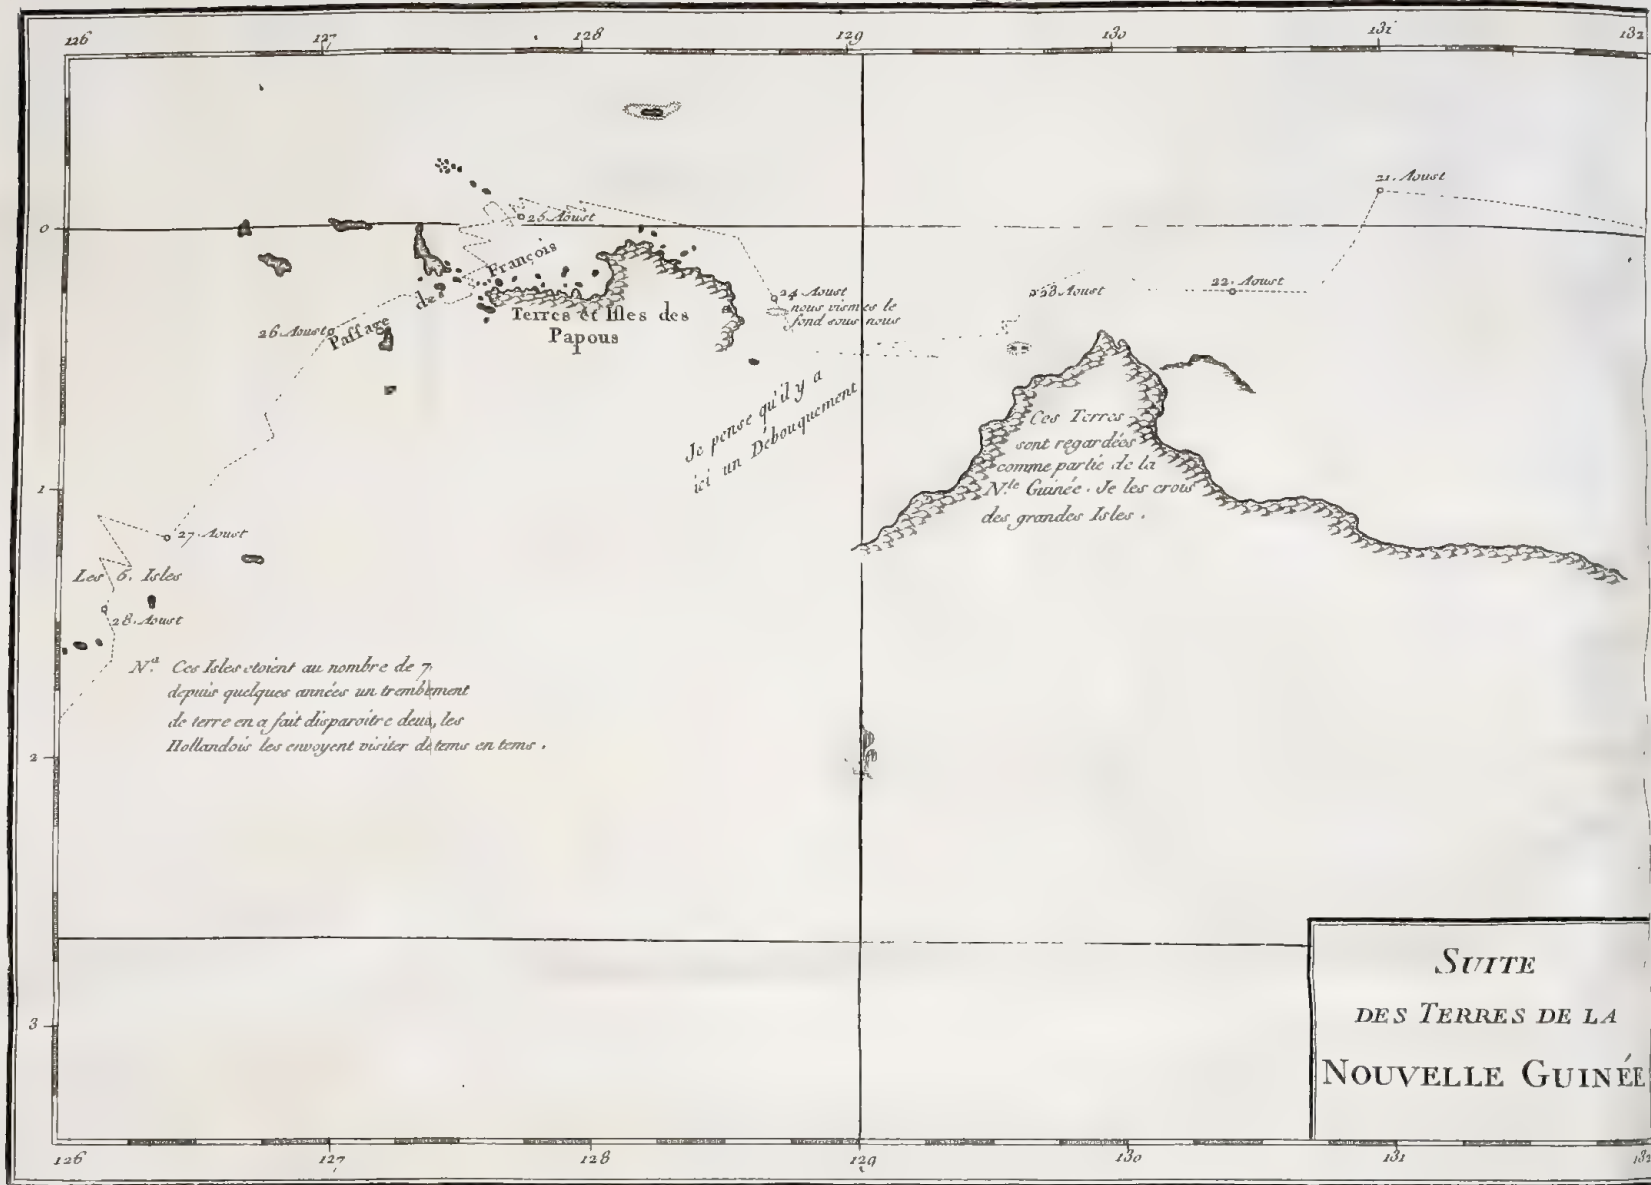 126 127 128 129 130 131 132
21. Aoust
0
25 Aoust
Passage des François
24 Aoust
nous vismes le
fond sous nous
23 Aoust
22. Aoust
Terres et Isles des
Papous
26 Aoust
Je pense qu'il y a
ici un Débouquement
Ces Terres
sont regardées
comme partie de la
N.le Guinée. Je les crois
des grandes Isles.
1
27. Aoust
Les 5. Isles
28. Aoust
N.a Ces Isles etoient au nombre de 7.
depuis quelques années un tremblement
de terre en a fait disparoitre deux, les
Hollandois les envoyent visiter de tems en tems.
2
3
SUITE
DES TERRES DE LA
NOUVELLE GUINÉE
126 127 128 129 130 131 132